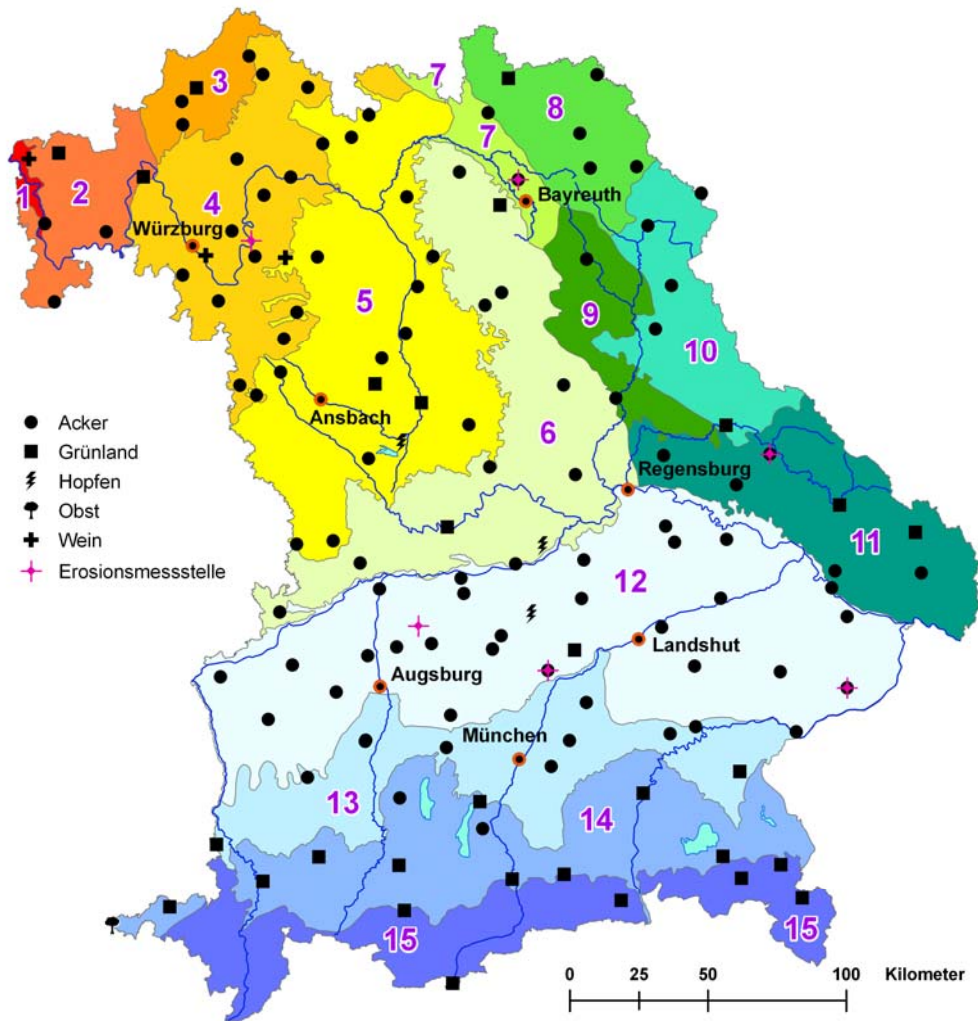 7
3
8
7
1
2
4
Bayreuth
Würzburg
5
9
10
Ansbach
6
Acker
Grünland
Hopfen
Obst
Wein
Erosionsmessstelle
Regensburg
11
12
Landshut
Augsburg
München
13
14
15
15
0 25 50 100 Kilometer